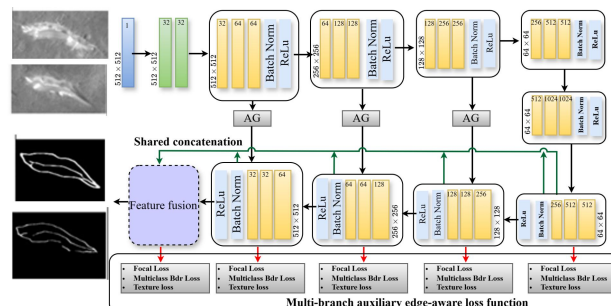 1
512 × 512
32 32
512 × 512
32 64 64
Batch Norm
ReLu
512 × 512
64 128 128
Batch Norm
ReLu
256 × 256
128 256 256
Batch Norm
ReLu
128 × 128
256 512 512
Batch Norm
ReLu
64 × 64
AG
AG
AG
512 1024 1024
Batch Norm
ReLu
64 × 64
Shared concatenation
Feature fusion
ReLu
Batch Norm
32 32 64
512 × 512
ReLu
Batch Norm
64 64 128
256 × 256
ReLu
Batch Norm
128 128 256
128 × 128
ReLu
Batch Norm
256 512 512
64 × 64
• Focal Loss
• Multiclass Bdr Loss
• Texture loss
• Focal Loss
• Multiclass Bdr Loss
• Texture loss
• Focal Loss
• Multiclass Bdr Loss
• Texture loss
• Focal Loss
• Multiclass Bdr Loss
• Texture loss
• Focal Loss
• Multiclass Bdr Loss
• Texture loss
Multi-branch auxiliary edge-aware loss function